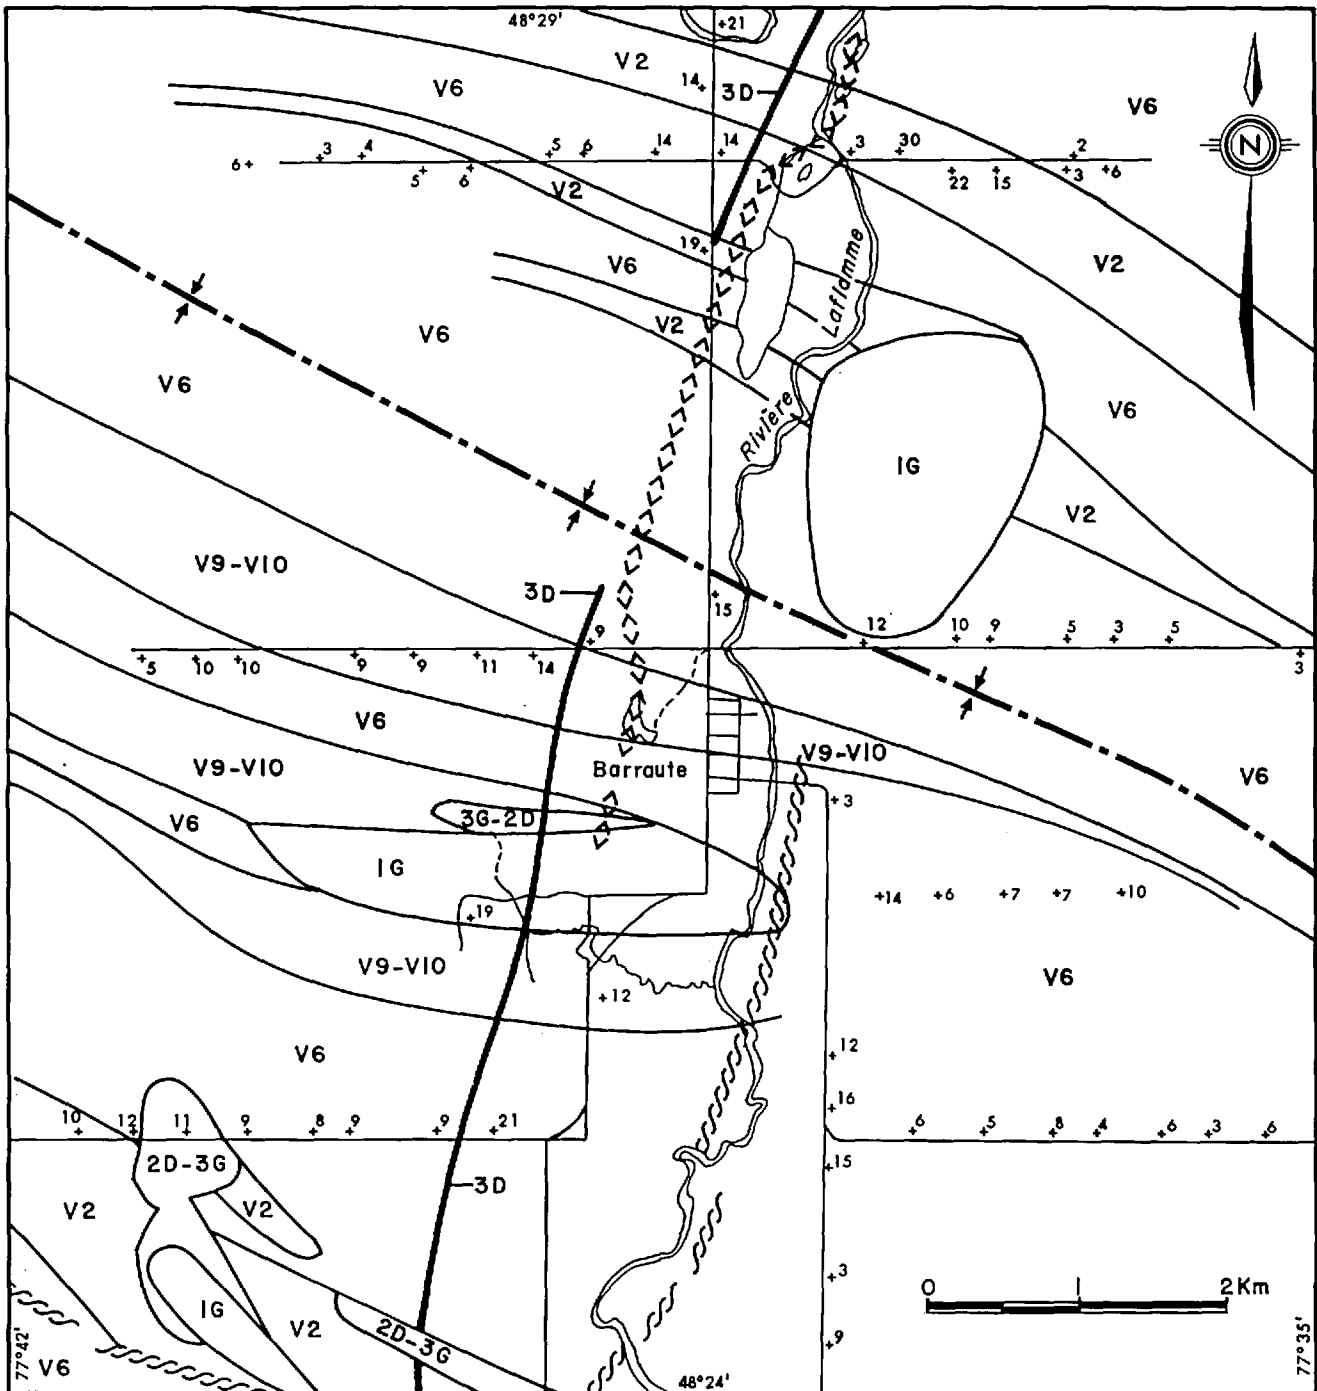 48°29'
+21
V2
14+
3D
V6
V6
6+
+3
+4
5+
6+
+5
+6
+14
+14
+3
+30
22
15
+2
+3
+6
V2
19+
V6
Laflamme
V2
V6
V2
V6
V6
Rivière
IG
V2
V9-V10
3D
+15
+9
12
10
9
+5
3
+5
3
+5
+10
+10
+9
+9
+11
+14
V6
V9-V10
V9-V10
Barraute
V6
+3
V6
3G-2D
IG
+14
+6
+7
+7
+10
+19
V9-V10
V6
+12
V6
+12
+16
10
12
11
9
8
9
+9
+21
+6
+5
+8
+4
+6
+3
+6
2D-3G
3D
+15
V2
V2
+3
0 1 2 Km
IG
V2
2D-3G
+9
V6
77°42'
48°24'
77°35'
N